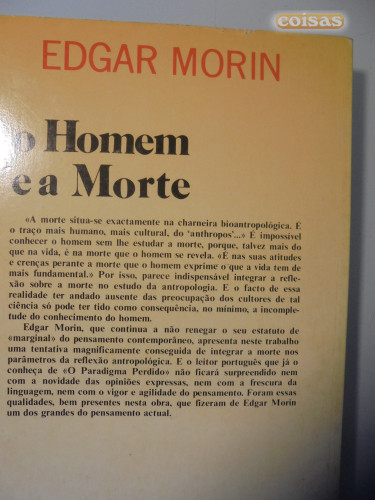 coisas
EDGAR MORIN
o Homem
e a Morte
«A morte situa-se exactamente na charneira bioantropológica. É
o traço mais humano, mais cultural, do ‘anthropos’...» É impossível
conhecer o homem sem lhe estudar a morte, porque, talvez mais do
que na vida, é na morte que o homem se revela. «É nas suas atitudes
e crenças perante a morte que o homem exprime o que a vida tem de
mais fundamental.» Por isso, parece indispensável integrar a refle-
xão sobre a morte no estudo da antropologia. E o facto de essa
realidade ter andado ausente das preocupação dos cultores de tal
ciência só pode ter tido como consequência, no mínimo, a incomple-
tude do conhecimento do homem.
Edgar Morin, que continua a não renegar o seu estatuto de
«marginal» do pensamento contemporâneo, apresenta neste trabalho
uma tentativa magnificamente conseguida de integrar a morte nos
parâmetros da reflexão antropológica. E o leitor português que já o
conheça de «O Paradigma Perdido» não ficará surpreendido nem
com a novidade das opiniões expressas, nem com a frescura da
linguagem, nem com o vigor e agilidade do pensamento. Foram essas
qualidades, bem presentes nesta obra, que fizeram de Edgar Morin
um dos grandes do pensamento actual.